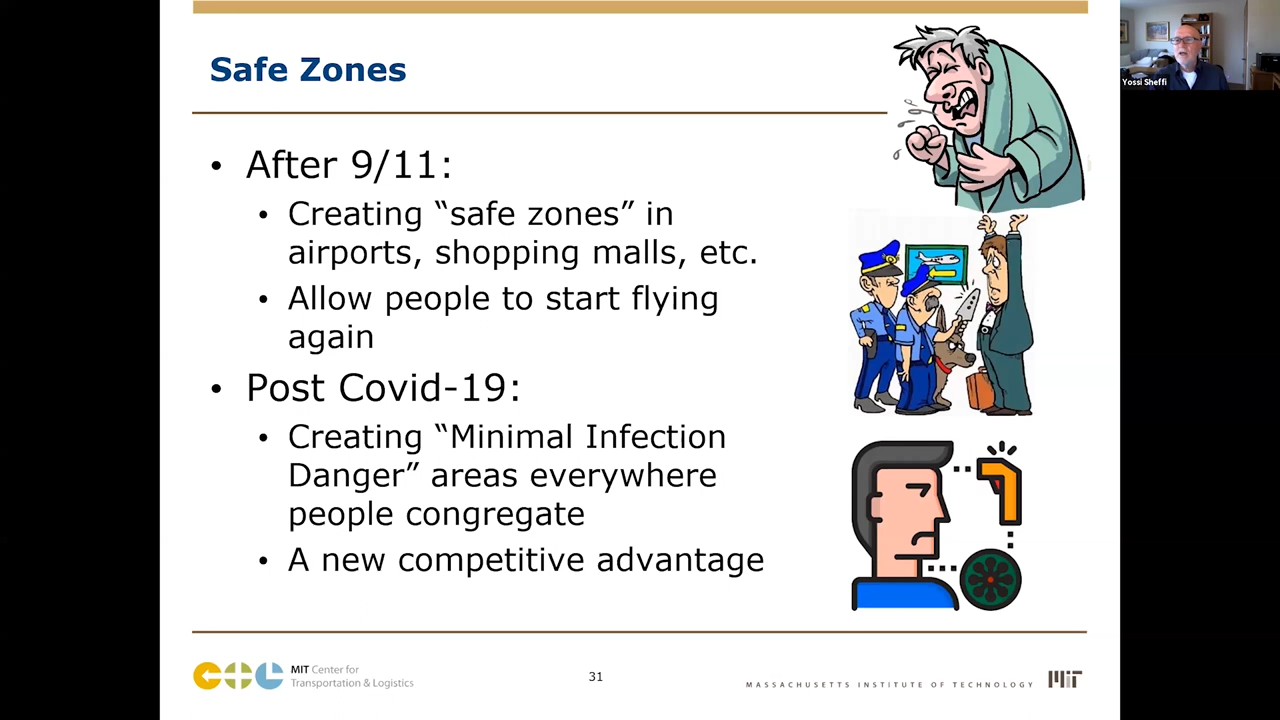 Safe Zones
• After 9/11:
• Creating “safe zones” in
airports, shopping malls, etc.
• Allow people to start flying
again
• Post Covid-19:
• Creating “Minimal Infection
Danger” areas everywhere
people congregate
• A new competitive advantage
MIT Center for
Transportation & Logistics
31
MASSACHUSETTS INSTITUTE OF TECHNOLOGY
MIT
Yossi Sheffi